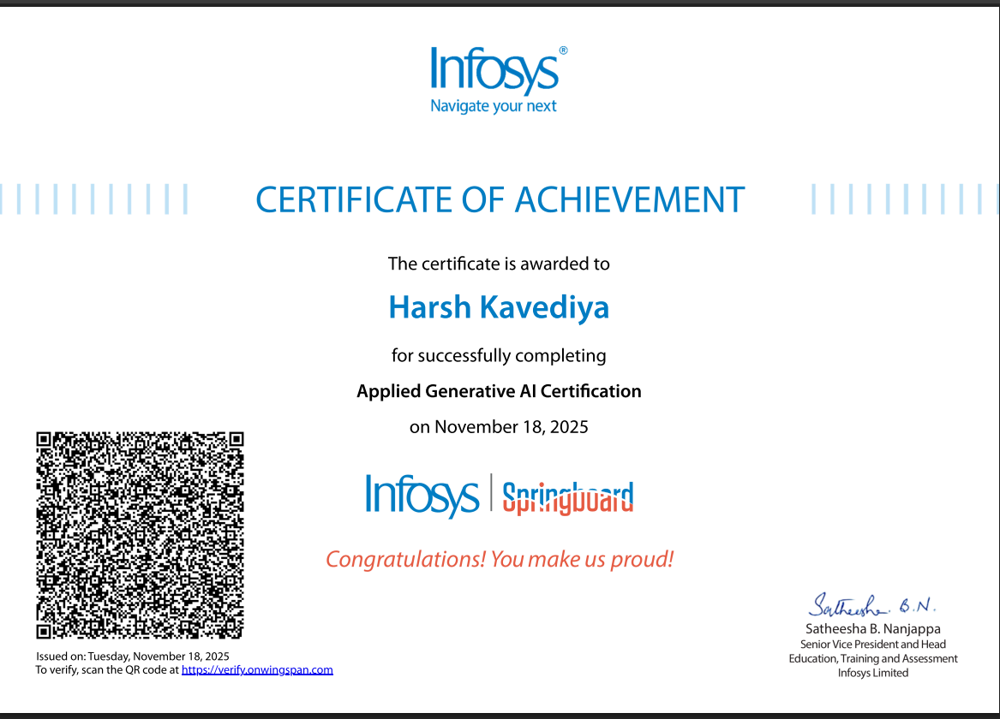 Infosys®
Navigate your next
CERTIFICATE OF ACHIEVEMENT
The certificate is awarded to
Harsh Kavediya
for successfully completing
Applied Generative AI Certification
on November 18, 2025
Infosys | Springboard
Congratulations! You make us proud!
Issued on: Tuesday, November 18, 2025
To verify, scan the QR code at https://verify.onwingspan.com
Satheesha B.N.
Satheesha B. Nanjappa
Senior Vice President and Head
Education, Training and Assessment
Infosys Limited